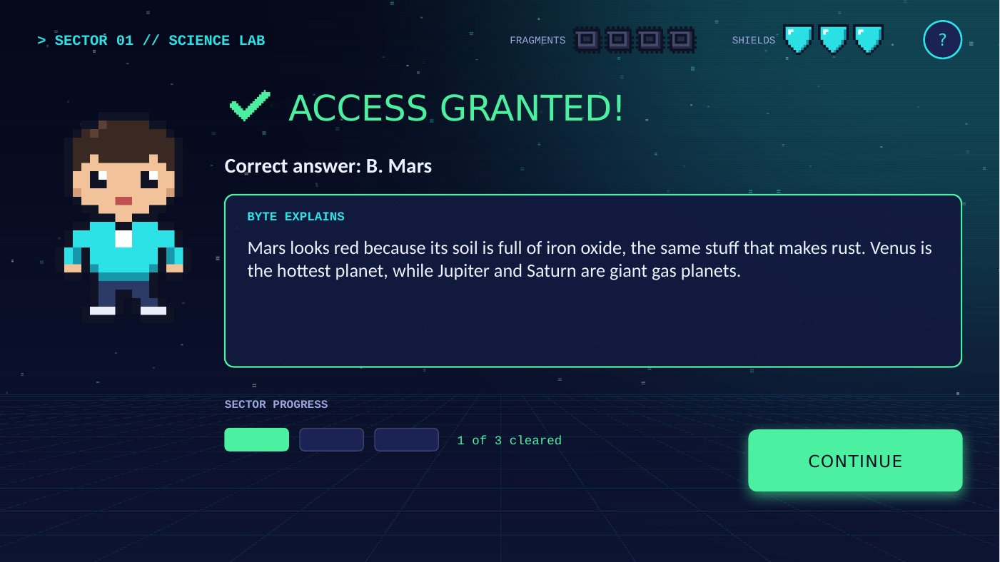 > SECTOR 01 // SCIENCE LAB
FRAGMENTS
SHIELDS
?
ACCESS GRANTED!
Correct answer: B. Mars
BYTE EXPLAINS
Mars looks red because its soil is full of iron oxide, the same stuff that makes rust. Venus is
the hottest planet, while Jupiter and Saturn are giant gas planets.
SECTOR PROGRESS
1 of 3 cleared
CONTINUE